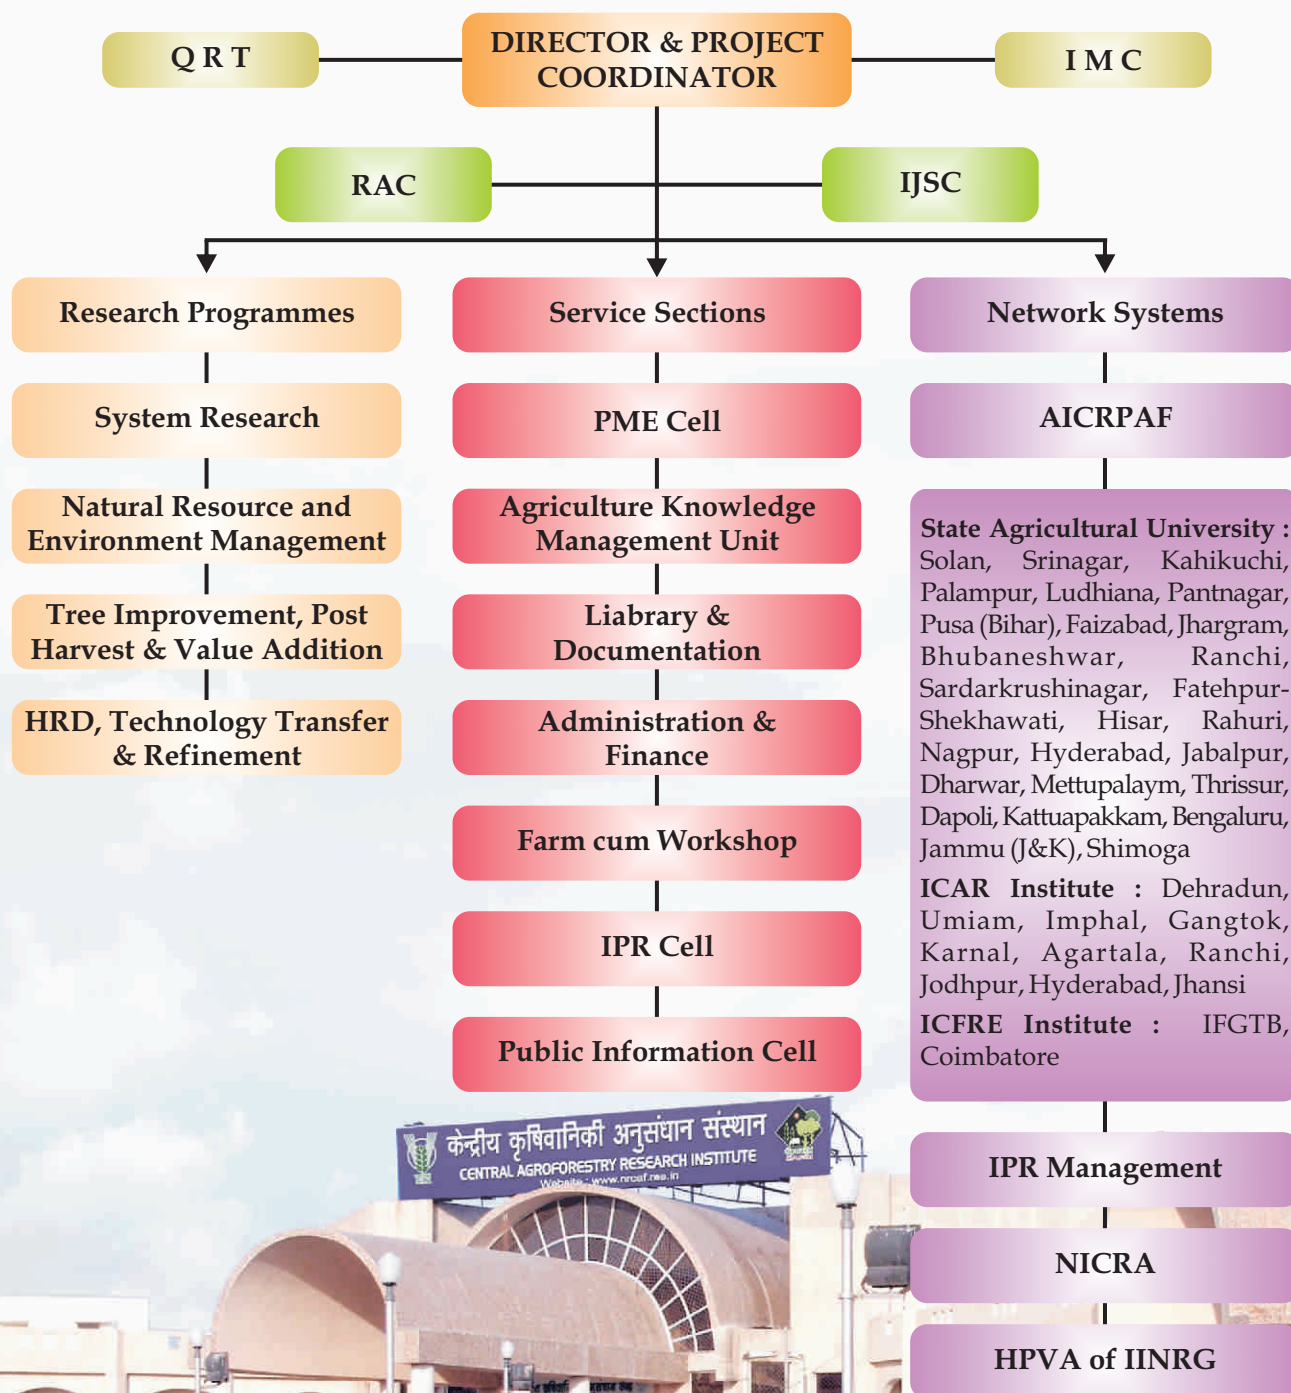 Q R T
DIRECTOR & PROJECT
COORDINATOR
I M C
RAC
IJSC
Research Programmes
System Research
Natural Resource and
Environment Management
Tree Improvement, Post
Harvest & Value Addition
HRD, Technology Transfer
& Refinement
Service Sections
PME Cell
Agriculture Knowledge
Management Unit
Liabrary &
Documentation
Administration &
Finance
Farm cum Workshop
IPR Cell
Public Information Cell
Network Systems
AICRPAF
State Agricultural University :
Solan, Srinagar, Kahikuchi,
Palampur, Ludhiana, Pantnagar,
Pusa (Bihar), Faizabad, Jhargram,
Bhubaneshwar, Ranchi,
Sardarkrushinagar, Fatehpur-
Shekhawati, Hisar, Rahuri,
Nagpur, Hyderabad, Jabalpur,
Dharwar, Mettupalaym, Thrissur,
Dapoli, Kattuapakkam, Bengaluru,
Jammu (J&K), Shimoga
ICAR Institute : Dehradun,
Umiam, Imphal, Gangtok,
Karnal, Agartala, Ranchi,
Jodhpur, Hyderabad, Jhansi
ICFRE Institute : IFGTB,
Coimbatore
IPR Management
NICRA
HPVA of IINRG
केन्द्रीय कृषिवानिकी अनुसंधान संस्थान
CENTRAL AGROFORESTRY RESEARCH INSTITUTE
Website : www.nrcaf.res.in